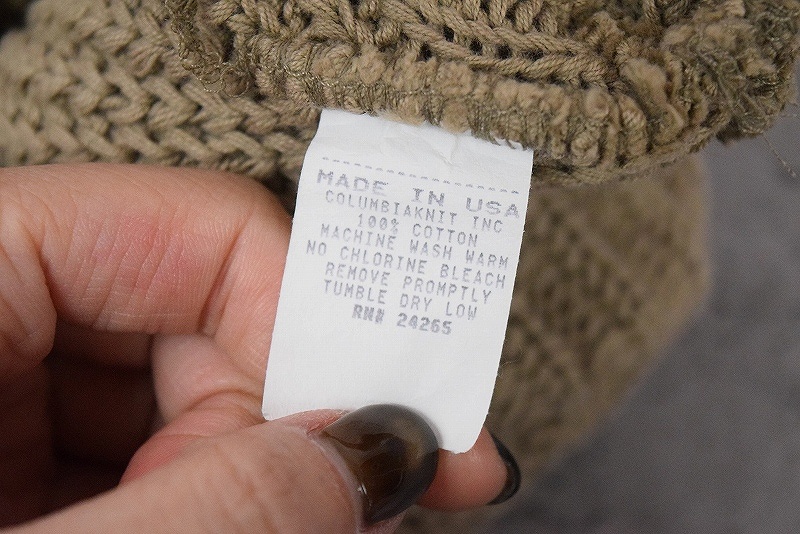 MADE IN USA
COLUMBIAKNIT INC
100% COTTON
MACHINE WASH WARM
NO CHLORINE BLEACH
REMOVE PROMPTLY
TUMBLE DRY LOW
RN# 24265